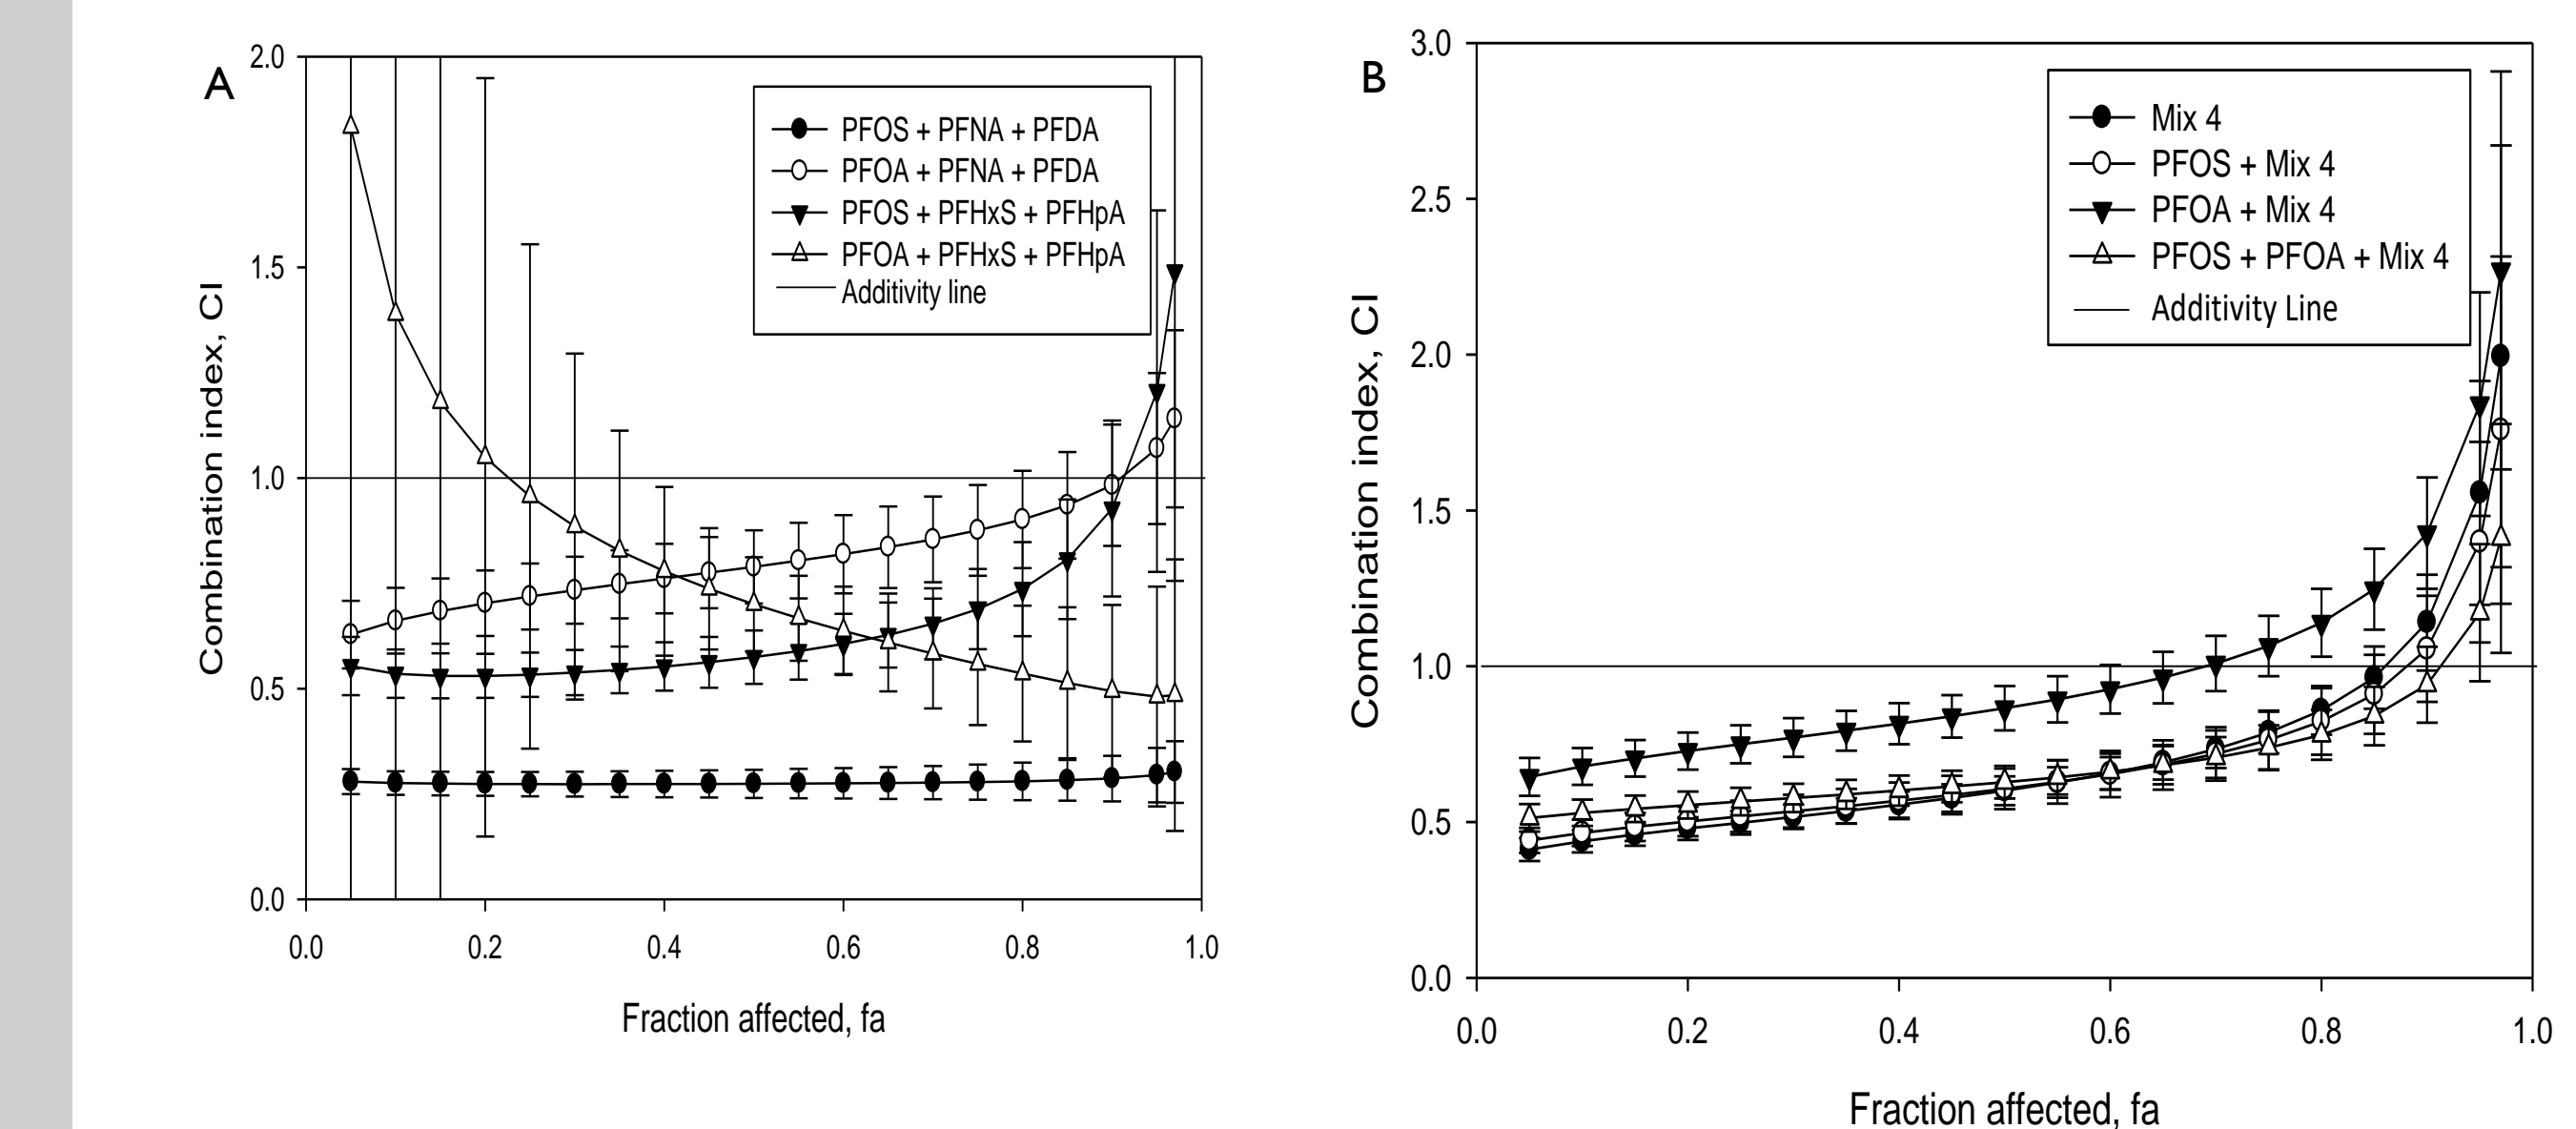 A
2.0
1.5
1.0
0.5
0.0
Combination index, CI
PFOS + PFNA + PFDA
PFOA + PFNA + PFDA
PFOS + PFHxS + PFHpA
PFOA + PFHxS + PFHpA
Additivity line
0.0 0.2 0.4 0.6 0.8 1.0
Fraction affected, fa
B
3.0
2.5
2.0
1.5
1.0
0.5
0.0
Combination index, CI
Mix 4
PFOS + Mix 4
PFOA + Mix 4
PFOS + PFOA + Mix 4
Additivity Line
0.0 0.2 0.4 0.6 0.8 1.0
Fraction affected, fa